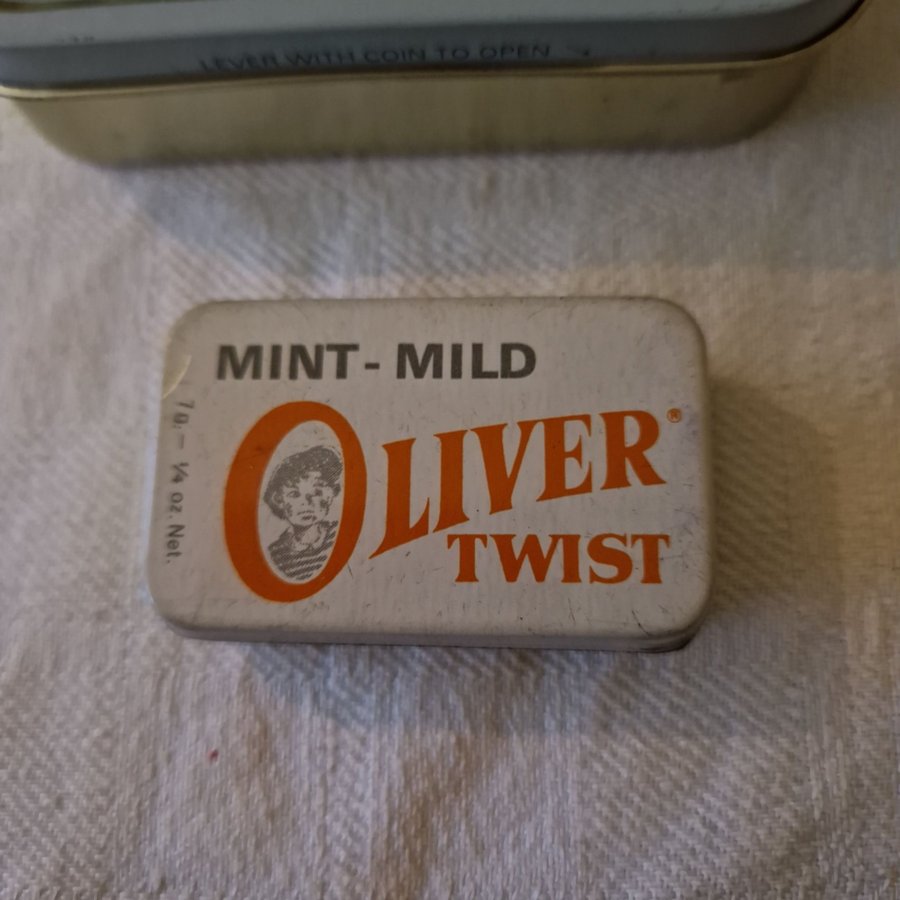 LEVER WITH COIN TO OPEN
MINT - MILD
7g. — ¼ oz. Net.
OLIVER®
TWIST